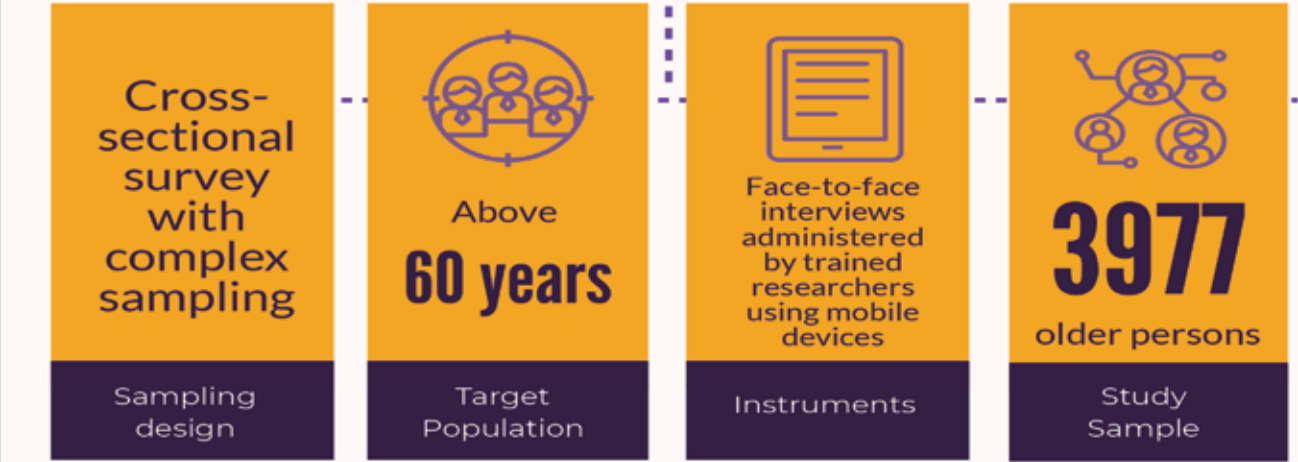 Cross-
sectional
survey
with
complex
sampling
Sampling
design
Above
60 years
Target
Population
Face-to-face
interviews
administered
by trained
researchers
using mobile
devices
Instruments
3977
older persons
Study
Sample